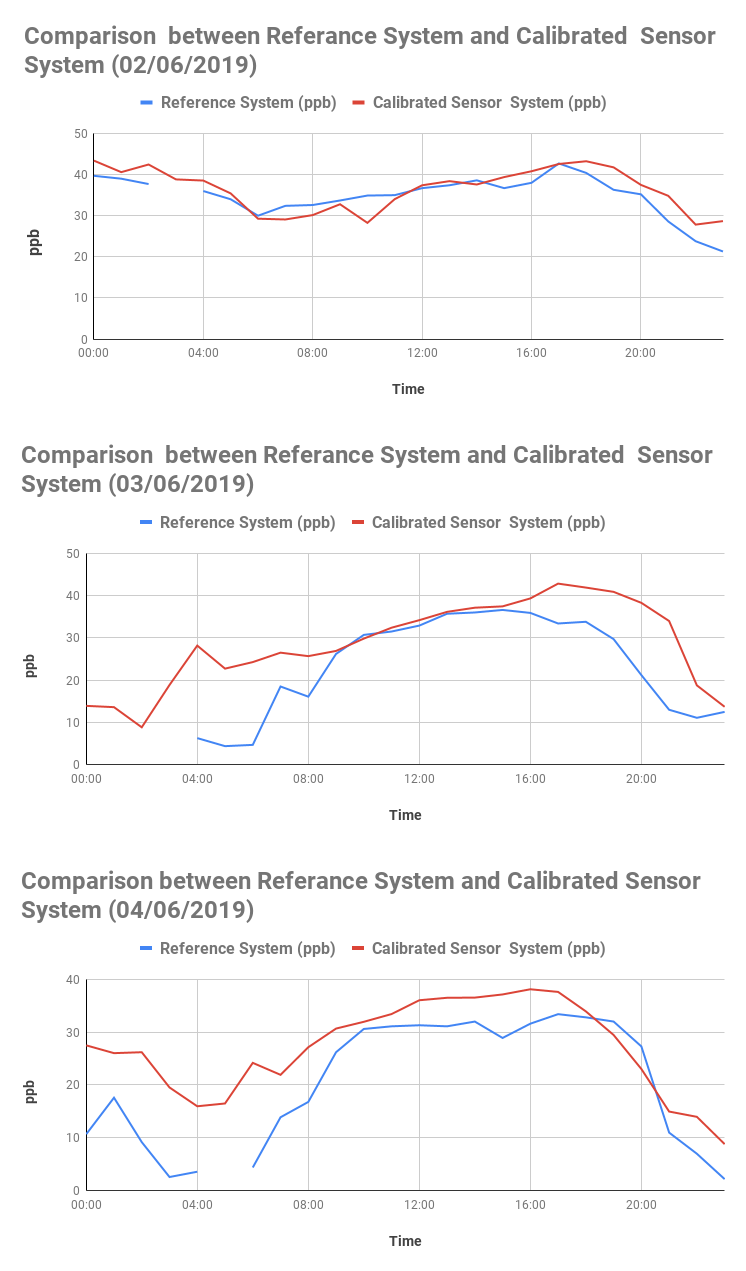 Comparison  between Referance System and Calibrated  Sensor
System (02/06/2019)
Reference System (ppb)  Calibrated Sensor  System (ppb)
50
40
30
20
10
0
ppb
00:00 04:00 08:00 12:00 16:00 20:00
Time
Comparison  between Referance System and Calibrated  Sensor
System (03/06/2019)
Reference System (ppb)  Calibrated Sensor  System (ppb)
50
40
30
20
10
0
ppb
00:00 04:00 08:00 12:00 16:00 20:00
Time
Comparison between Referance System and Calibrated Sensor
System (04/06/2019)
Reference System (ppb)  Calibrated Sensor  System (ppb)
40
30
20
10
0
ppb
00:00 04:00 08:00 12:00 16:00 20:00
Time